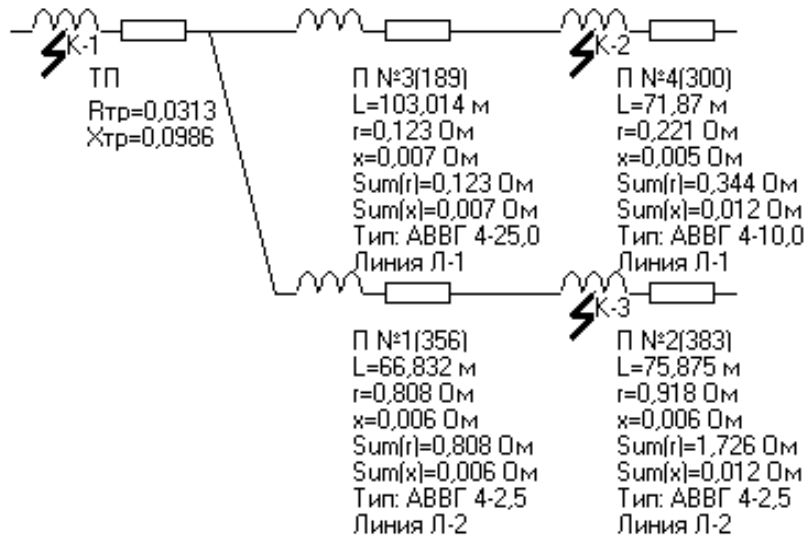 К-1
ТП
Rтр=0,0313
Xтр=0,0986
П №3(189)
L=103,014 м
r=0,123 Ом
x=0,007 Ом
Sum(r)=0,123 Ом
Sum(x)=0,007 Ом
Тип: АВВГ 4-25,0
Линия Л-1
К-2
П №4(300)
L=71,87 м
r=0,221 Ом
x=0,005 Ом
Sum(r)=0,344 Ом
Sum(x)=0,012 Ом
Тип: АВВГ 4-10,0
Линия Л-1
П №1(356)
L=66,832 м
r=0,808 Ом
x=0,006 Ом
Sum(r)=0,808 Ом
Sum(x)=0,006 Ом
Тип: АВВГ 4-2,5
Линия Л-2
К-3
П №2(383)
L=75,875 м
r=0,918 Ом
x=0,006 Ом
Sum(r)=1,726 Ом
Sum(x)=0,012 Ом
Тип: АВВГ 4-2,5
Линия Л-2